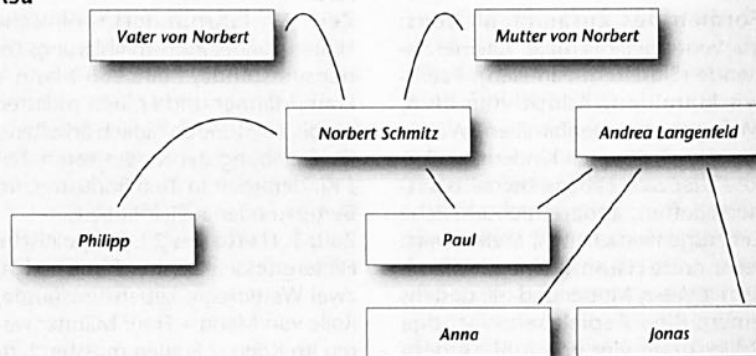 Vater von Norbert
Mutter von Norbert
Norbert Schmitz
Andrea Langenfeld
Philipp
Paul
Anna
Jonas